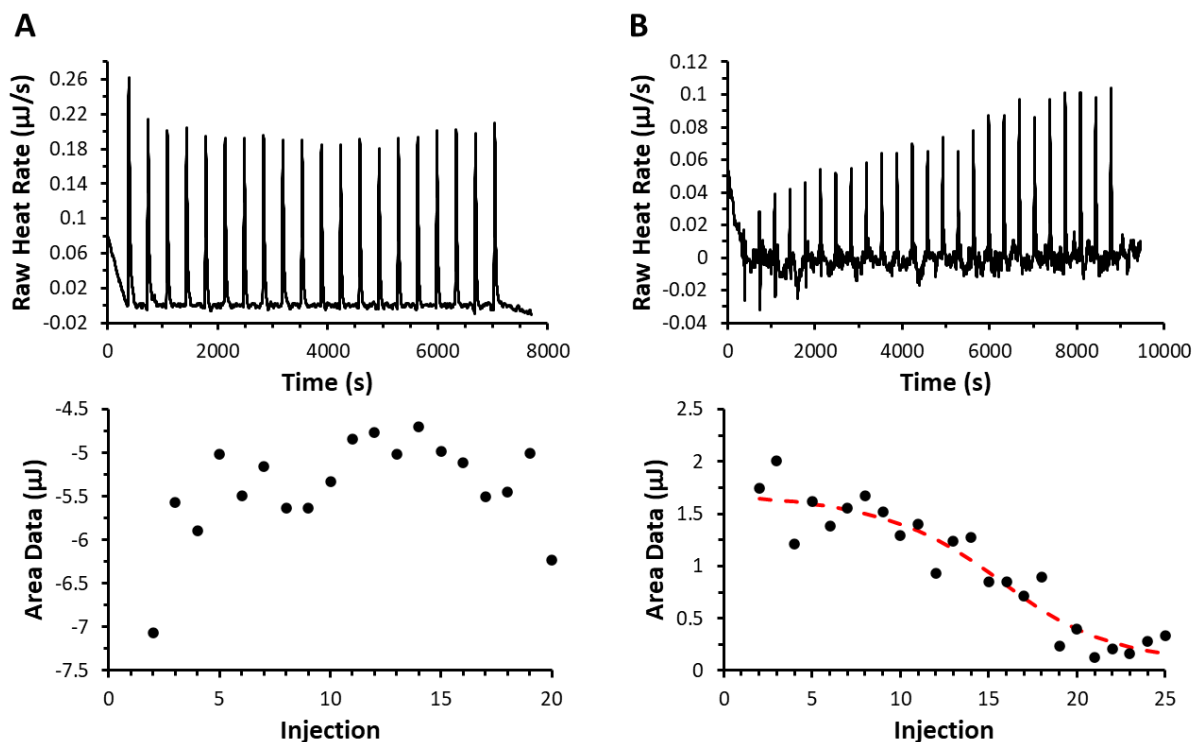 A
Raw Heat Rate (µJ/s)
0.26
0.22
0.18
0.14
0.1
0.06
0.02
-0.02
0 2000 4000 6000 8000
Time (s)
B
Raw Heat Rate (µJ/s)
0.12
0.1
0.08
0.06
0.04
0.02
0
-0.02
-0.04
0 2000 4000 6000 8000 10000
Time (s)
Area Data (µJ)
-4.5
-5
-5.5
-6
-6.5
-7
-7.5
0 5 10 15 20
Injection
Area Data (µJ)
2.5
2
1.5
1
0.5
0
0 5 10 15 20 25
Injection